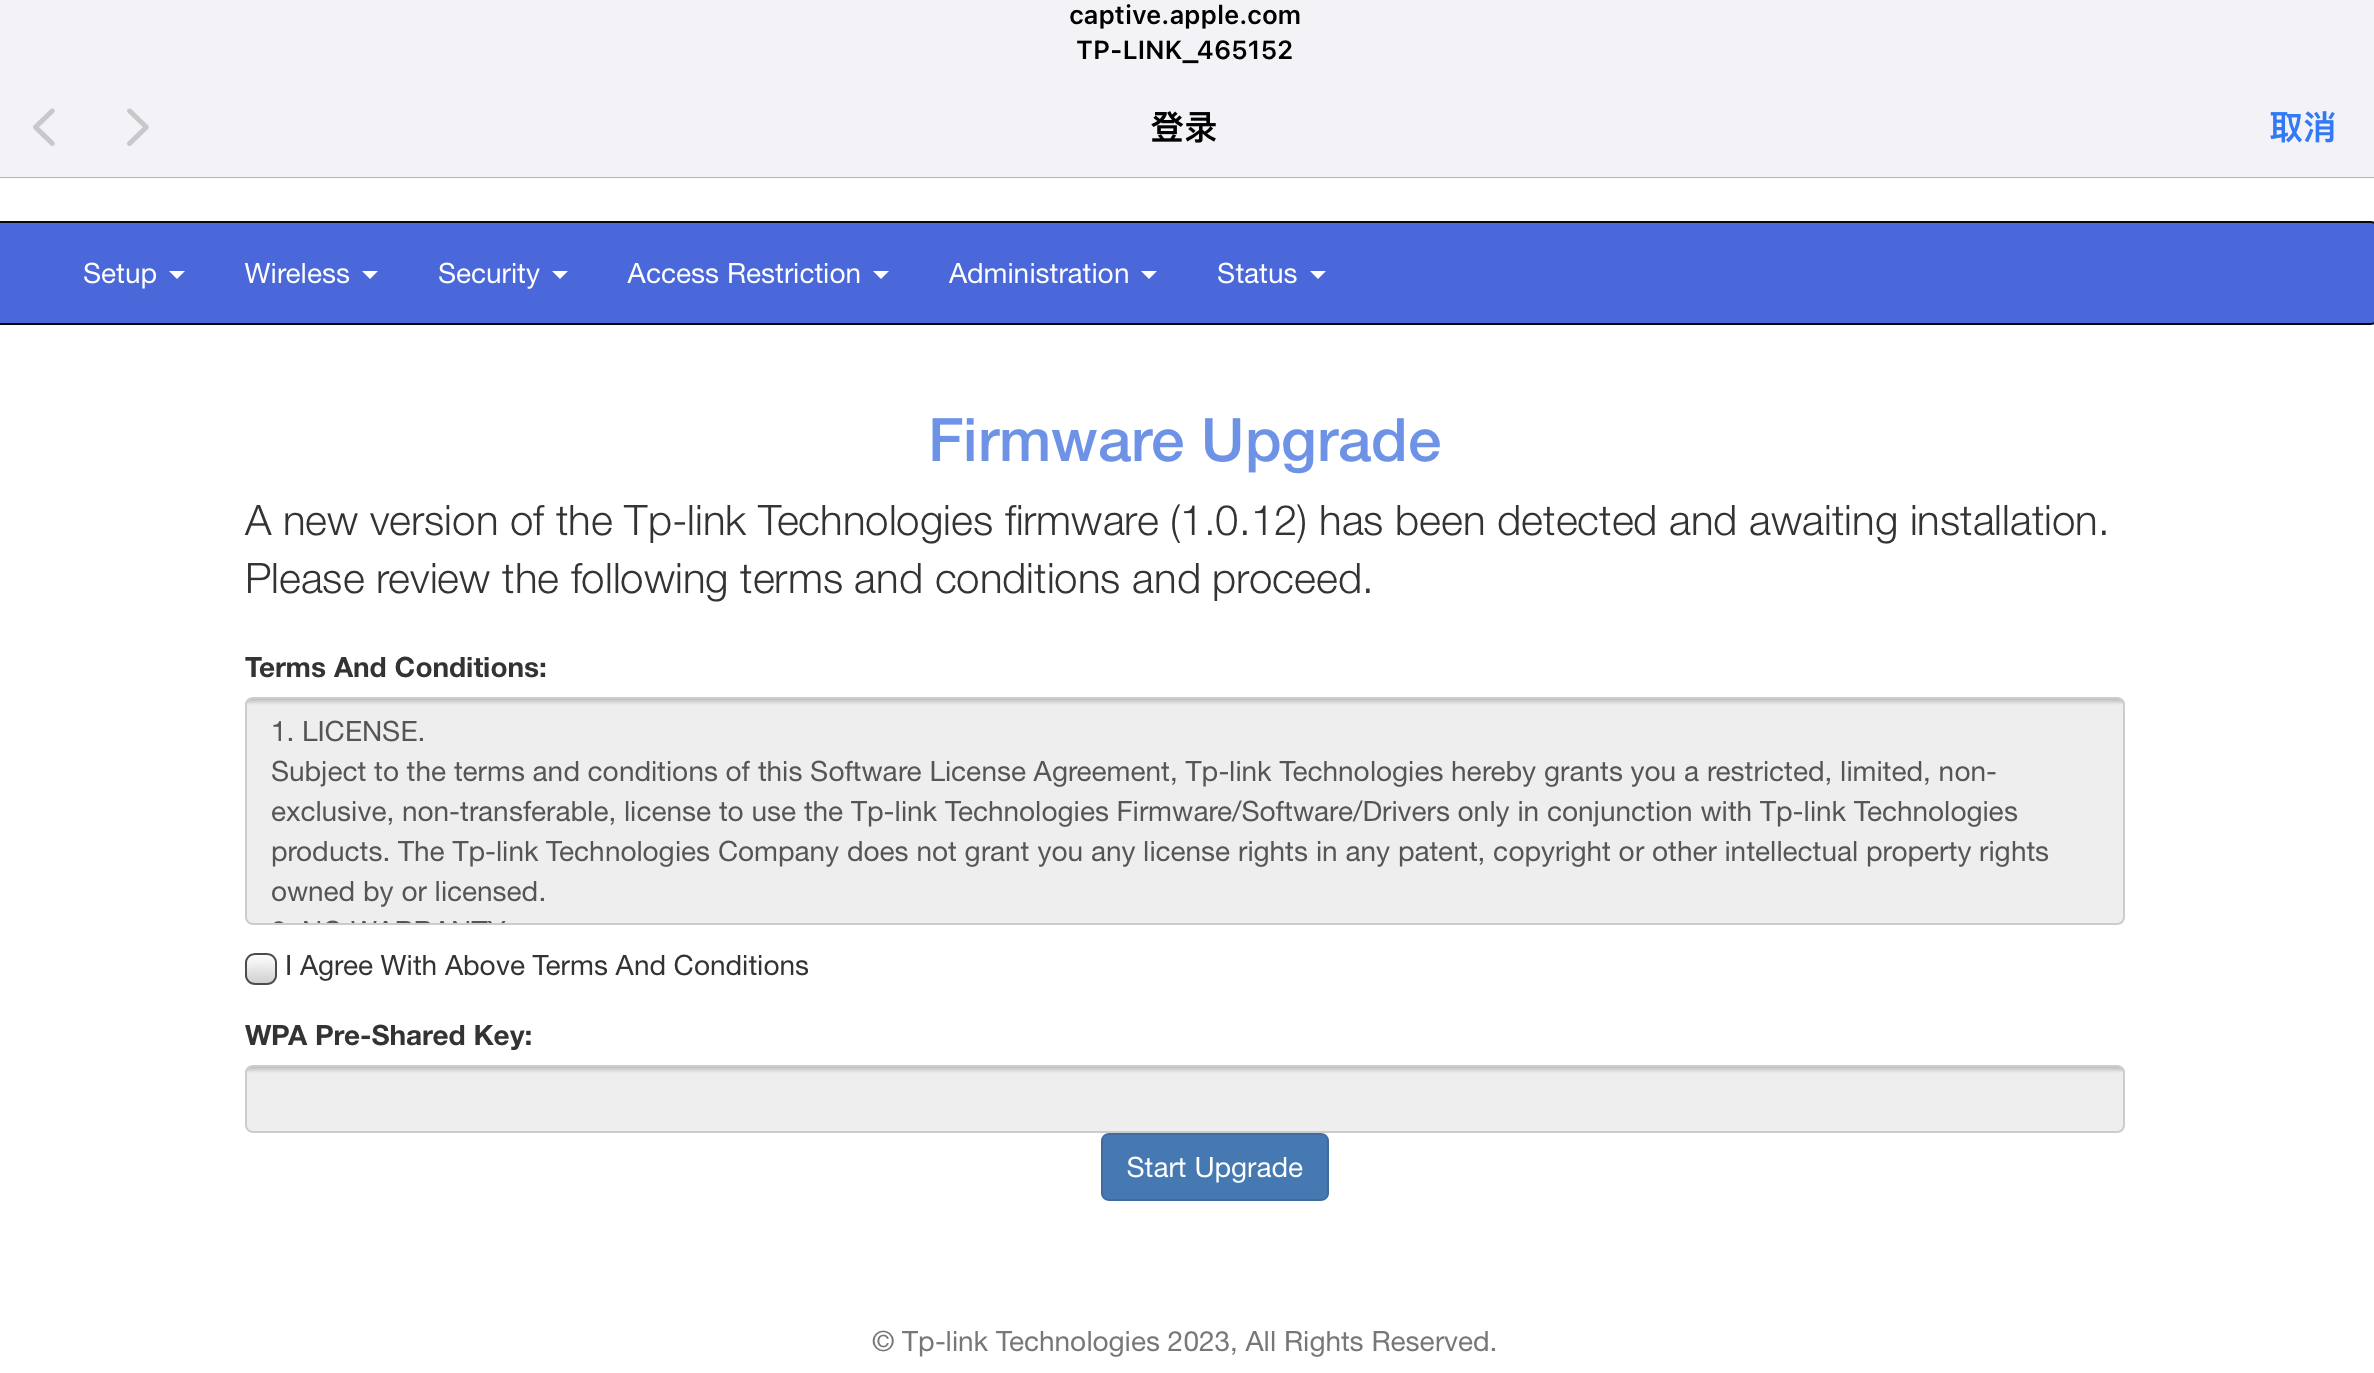 captive.apple.com
TP-LINK_465152
登录
取消
Setup
Wireless
Security
Access Restriction
Administration
Status
Firmware Upgrade
A new version of the Tp-link Technologies firmware (1.0.12) has been detected and awaiting installation.
Please review the following terms and conditions and proceed.
Terms And Conditions:
1. LICENSE.
Subject to the terms and conditions of this Software License Agreement, Tp-link Technologies hereby grants you a restricted, limited, non-
exclusive, non-transferable, license to use the Tp-link Technologies Firmware/Software/Drivers only in conjunction with Tp-link Technologies
products. The Tp-link Technologies Company does not grant you any license rights in any patent, copyright or other intellectual property rights
owned by or licensed.
I Agree With Above Terms And Conditions
WPA Pre-Shared Key:
Start Upgrade
© Tp-link Technologies 2023, All Rights Reserved.